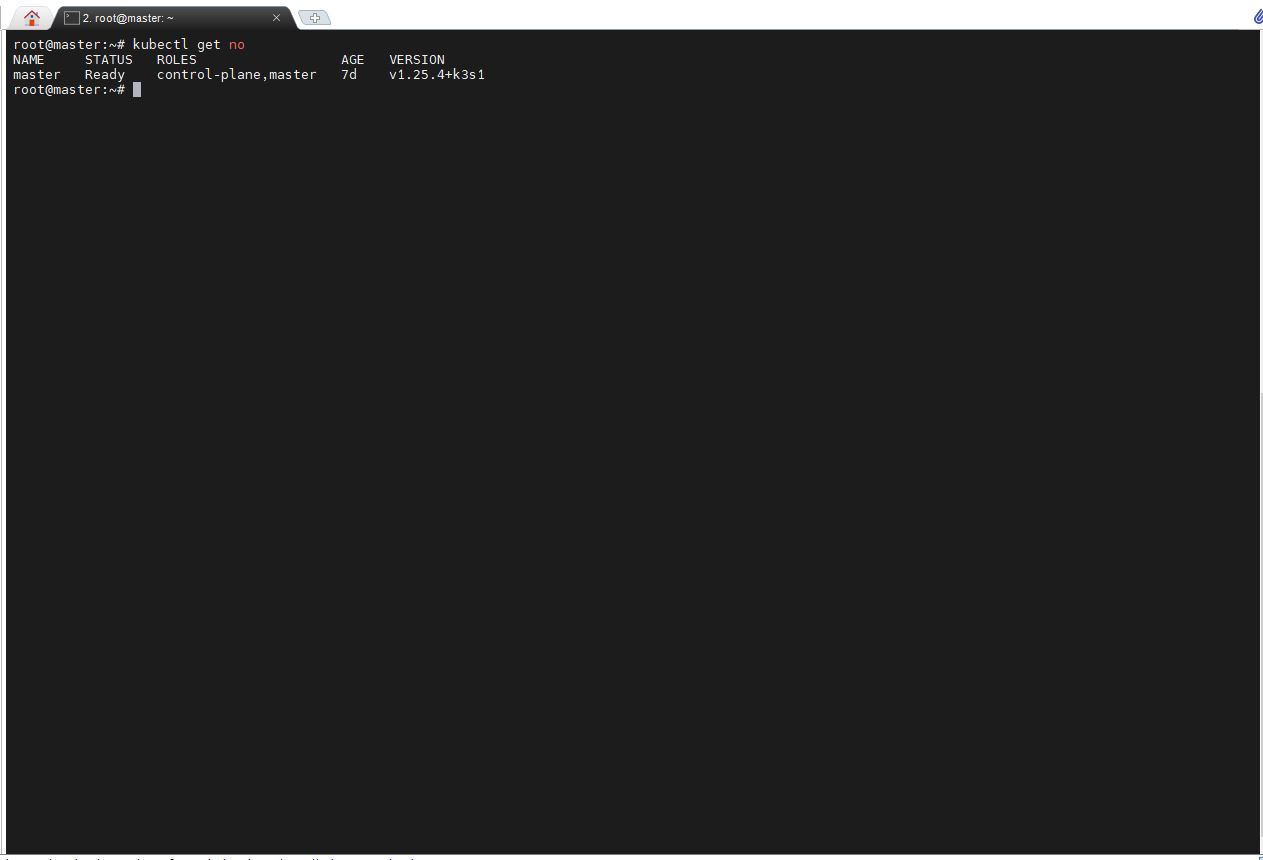 2. root@master: ~
root@master:~# kubectl get no
NAME     STATUS   ROLES                  AGE   VERSION
master   Ready    control-plane,master   7d    v1.25.4+k3s1
root@master:~#